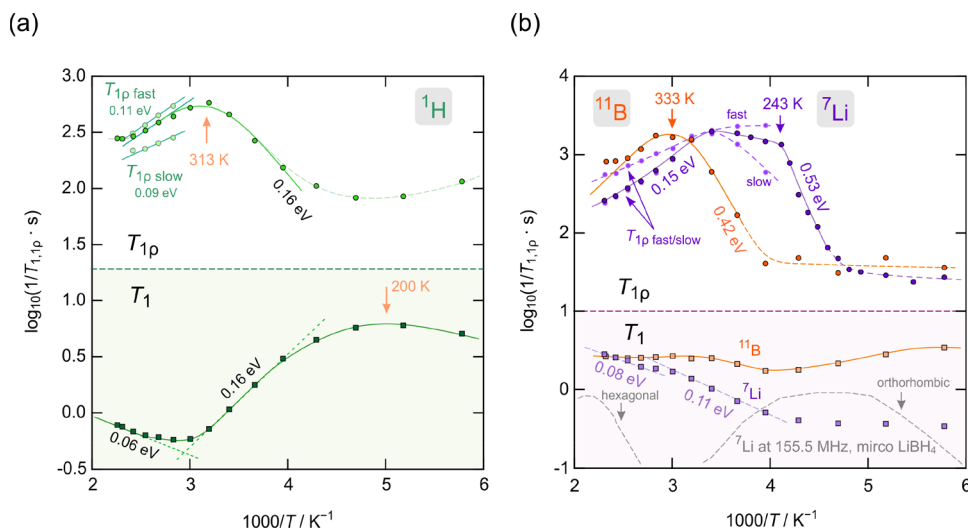 (a)
(b)
3.0
2.5
2.0
1.5
1.0
0.5
0.0
-0.5
log10(1/T1,1ρ · s)
T1ρ fast
0.11 eV
1H
313 K
T1ρ slow
0.09 eV
0.16 eV
T1ρ
T1
200 K
0.16 eV
0.06 eV
2 3 4 5 6
1000/T / K−1
5
4
3
2
1
0
-1
log10(1/T1,1ρ · s)
11B
333 K
fast
243 K
7Li
0.15 eV
slow
0.53 eV
T1ρ fast/slow
0.42 eV
T1ρ
T1
11B
0.08 eV
7Li
orthorhombic
hexagonal
0.11 eV
7Li at 155.5 MHz, mirco LiBH4
2 3 4 5 6
1000/T / K−1